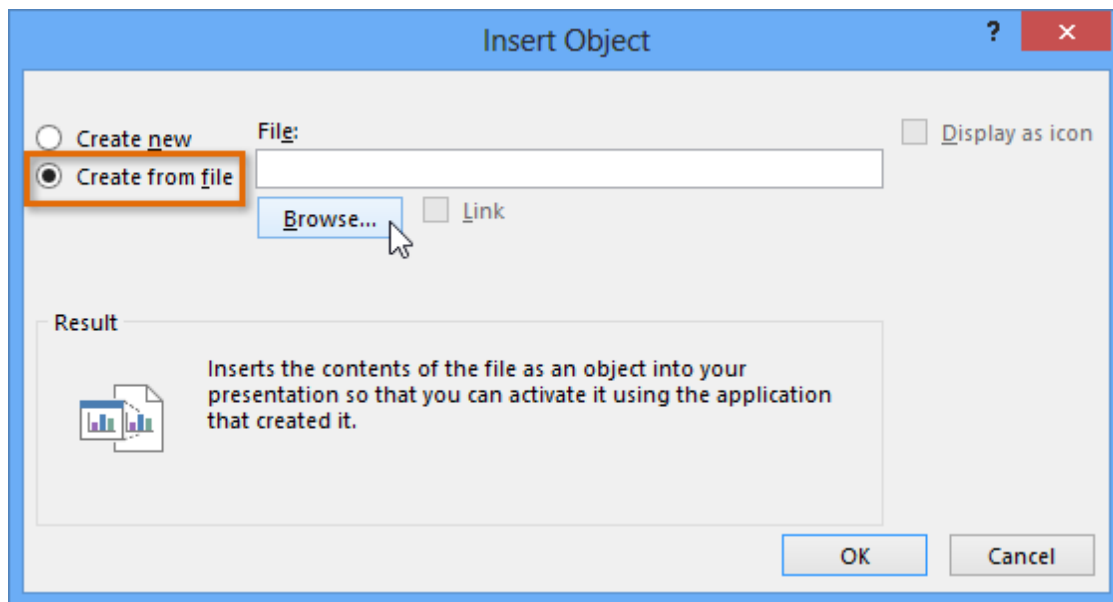 Insert Object
?
Create new
File:
Display as icon
Create from file
Browse...
Link
Result
Inserts the contents of the file as an object into your
presentation so that you can activate it using the application
that created it.
OK
Cancel